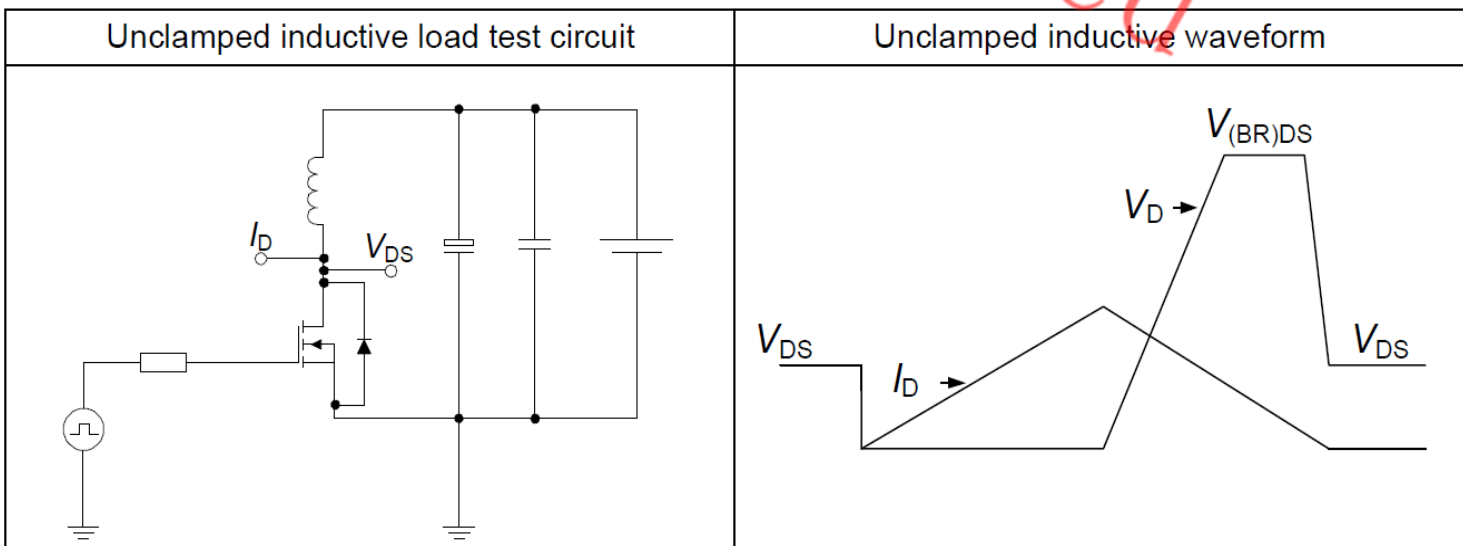 Unclamped inductive load test circuit
Unclamped inductive waveform
I_D
V_DS
V_(BR)DS
V_D
V_DS
I_D
V_DS